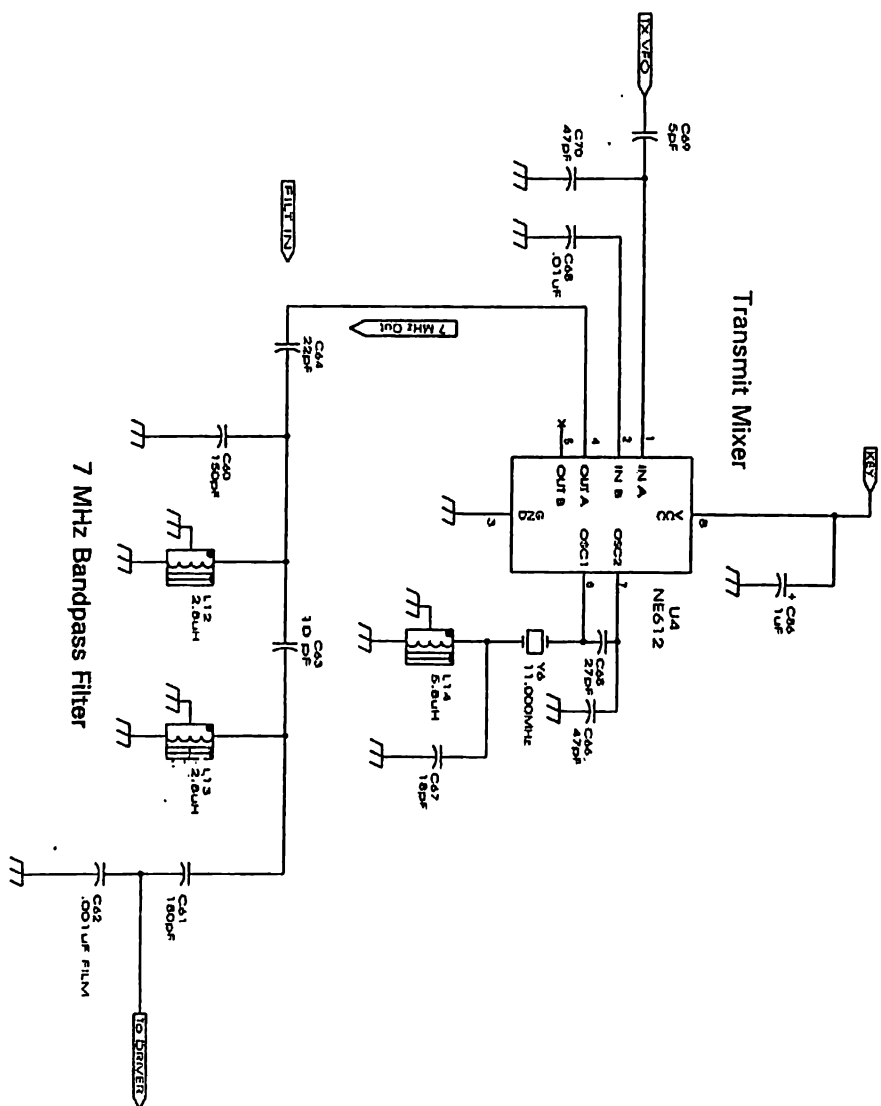 TX VFO
C69
5pF
C70
47pF
C68
.01uF
FILT IN
7 MHz Out
C64
22pF
C60
150pF
7 MHz Bandpass Filter
L12
2.8uH
C63
10 pF
L13
2.8uH
C61
180pF
C62
.001uF FILM
To DRIVER
Transmit Mixer
KEY
C86
1uF
+
U4
NE612
1
2
4
5
3
8
6
7
IN A
IN B
OUT A
OUT B
GND
VCC
OSC1
OSC2
C65
27pF
C66
47pF
Y6
11.000MHz
L14
5.8uH
C67
18pF